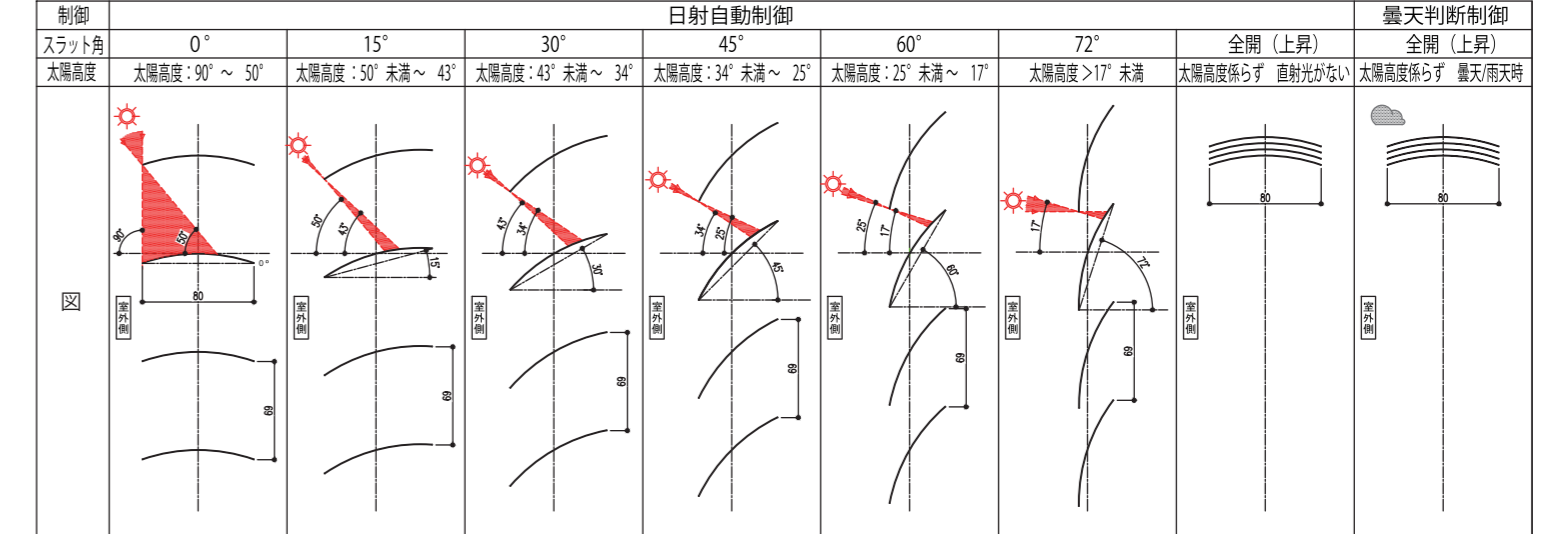 制御 日射自動制御 曇天判断制御
スラット角 0° 15° 30° 45° 60° 72° 全開（上昇） 全開（上昇）
太陽高度 太陽高度：90° ～ 50° 太陽高度：50° 未満～ 43° 太陽高度：43° 未満～ 34° 太陽高度：34° 未満～ 25° 太陽高度：25° 未満～ 17° 太陽高度＞17° 未満 太陽高度係らず 直射光がない 太陽高度係らず 曇天/雨天時
図
90° 50° 0° 80 室外側 69
50° 43° 15° 室外側 69
43° 34° 30° 室外側 69
34° 25° 45° 室外側 69
25° 17° 60° 室外側 69
17° 72° 室外側 69
80 室外側
80 室外側